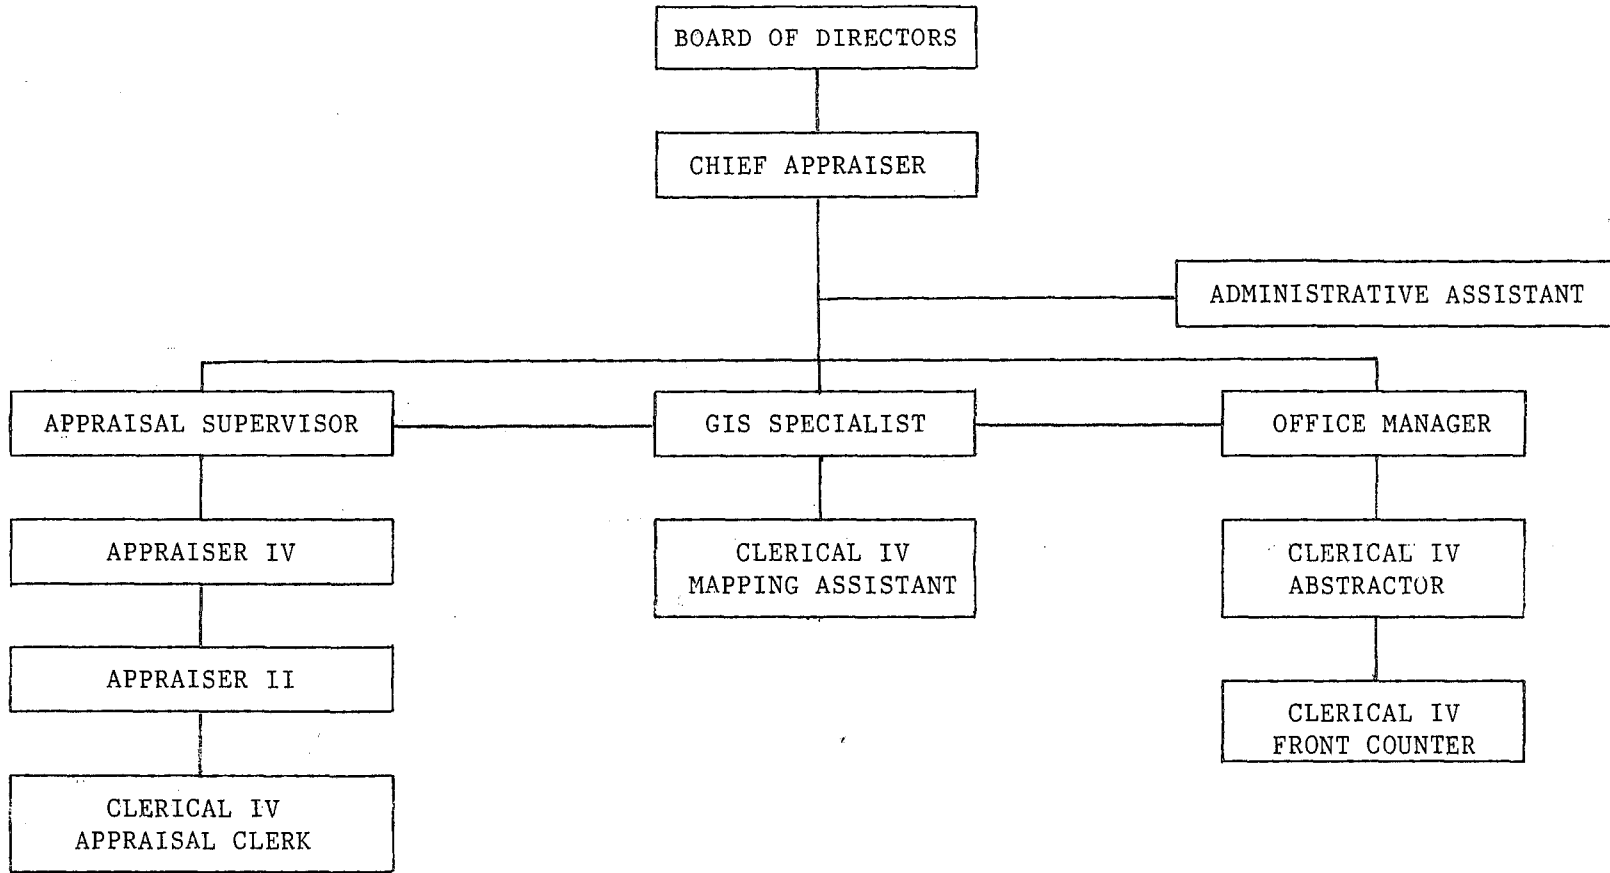 BOARD OF DIRECTORS
CHIEF APPRAISER
ADMINISTRATIVE ASSISTANT
APPRAISAL SUPERVISOR
GIS SPECIALIST
OFFICE MANAGER
APPRAISER IV
CLERICAL IV
MAPPING ASSISTANT
CLERICAL IV
ABSTRACTOR
APPRAISER II
CLERICAL IV
FRONT COUNTER
CLERICAL IV
APPRAISAL CLERK